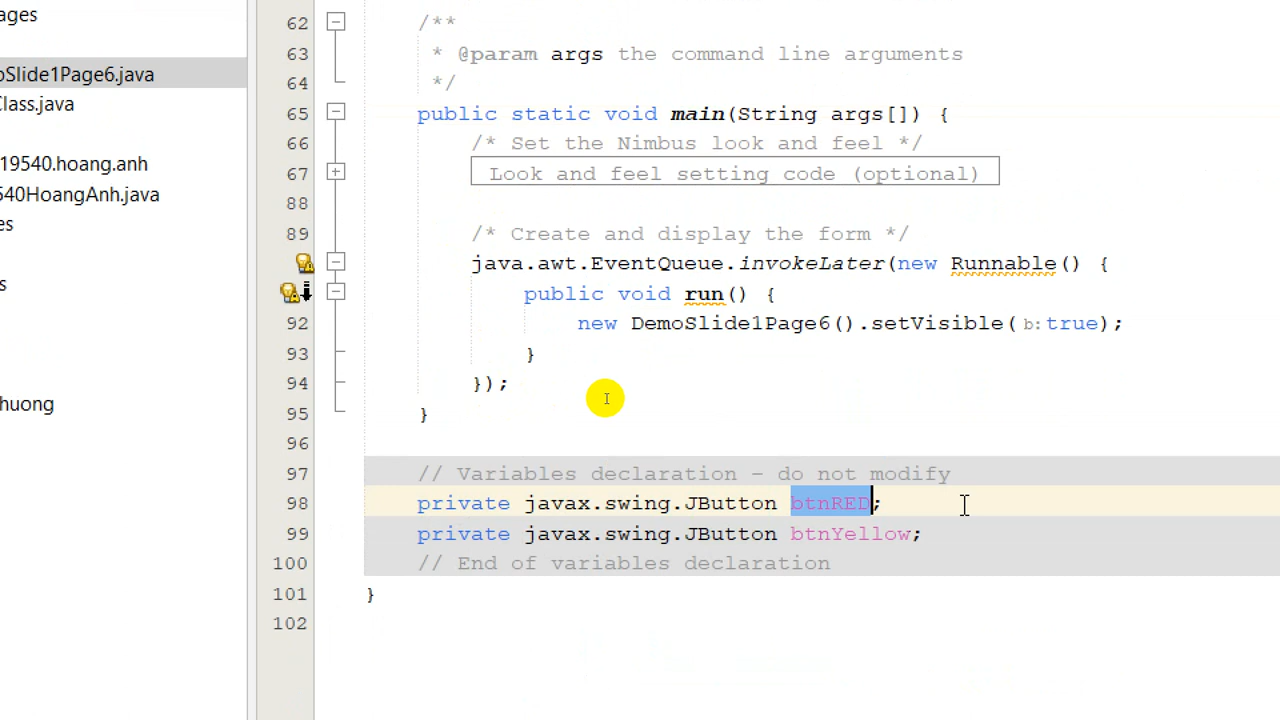 ages
oSlide1Page6.java
Class.java
19540.hoang.anh
540HoangAnh.java
es
s
huong
62 /**
63 * @param args the command line arguments
64 */
65 public static void main(String args[]) {
66 /* Set the Nimbus look and feel */
67 Look and feel setting code (optional)
88
89 /* Create and display the form */
java.awt.EventQueue.invokeLater(new Runnable() {
public void run() {
92 new DemoSlide1Page6().setVisible( b: true);
93 }
94 });
95 }
96
97 // Variables declaration - do not modify
98 private javax.swing.JButton btnRED;
99 private javax.swing.JButton btnYellow;
100 // End of variables declaration
101 }
102